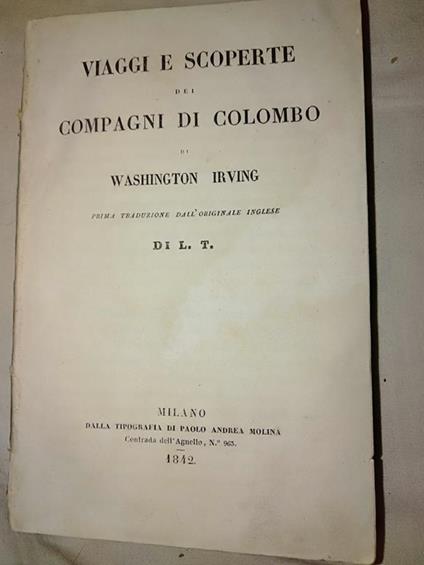 VIAGGI E SCOPERTE
DEI
COMPAGNI DI COLOMBO
DI
WASHINGTON IRVING
PRIMA TRADUZIONE DALL'ORIGINALE INGLESE
DI L. T.
MILANO
DALLA TIPOGRAFIA DI PAOLO ANDREA MOLINA
Contrada dell'Agnello, N.º 963.
1842.